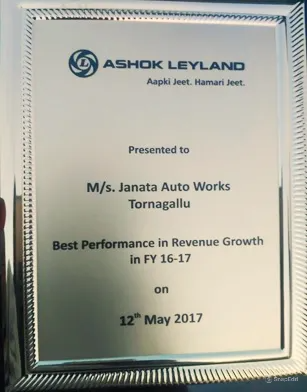 ASHOK LEYLAND
Aapki Jeet. Hamari Jeet.
Presented to
M/s. Janata Auto Works
Tornagallu
Best Performance in Revenue Growth
in FY 16-17
on
12th May 2017